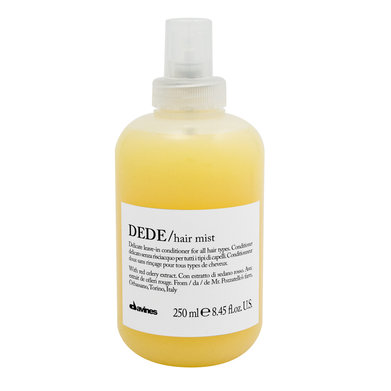 DEDE/hair mist
Delicate leave-in conditioner for all hair types. Conditioner
delicato senza risciacquo per tutti i tipi di capelli. Conditioner
doux sans rinçage pour tous types de cheveux.
With red celery extract. Con estratto di sedano rosso. Avec
extrait de céleri rouge. From / da / de Mr. Pescarello's farm,
Orbassano, Torino, Italy
davines
250 ml ℮ 8.45 fl.oz. U.S.